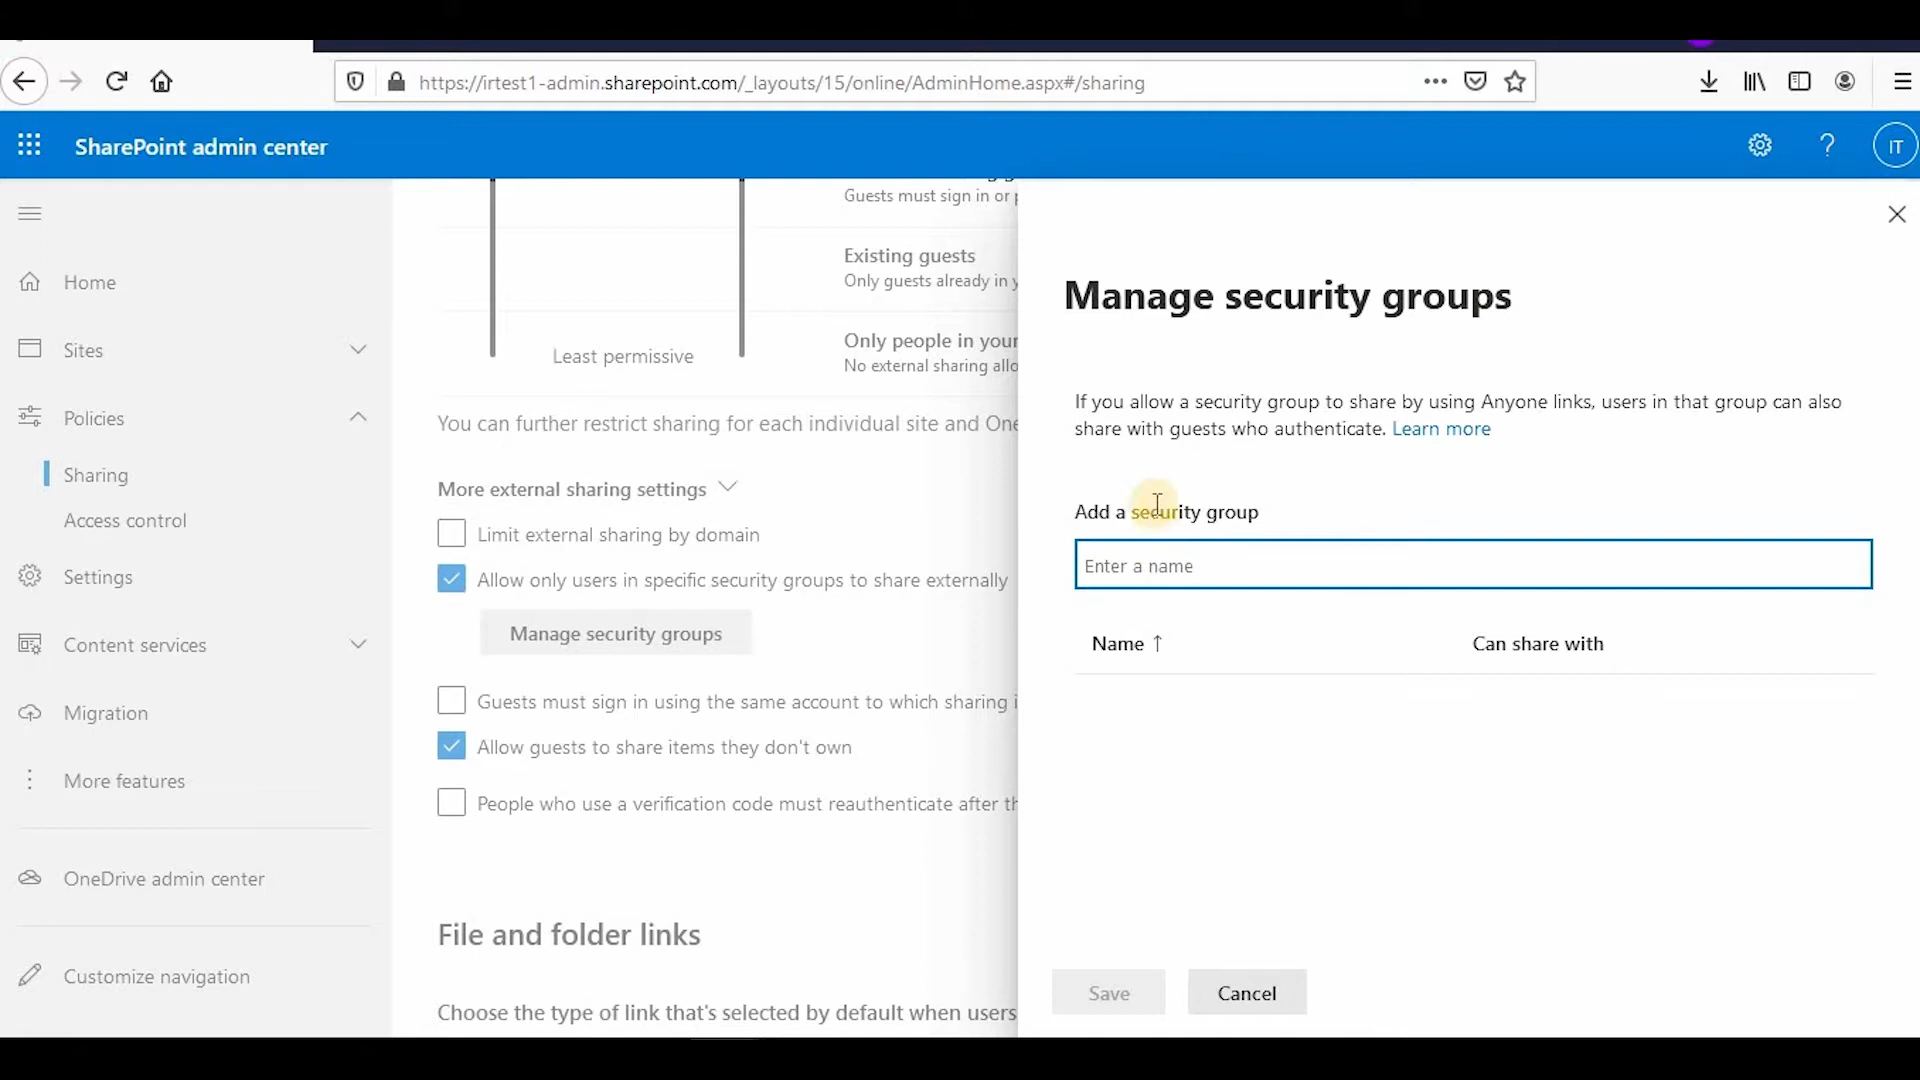 https://irtest1-admin.sharepoint.com/_layouts/15/online/AdminHome.aspx#/sharing
SharePoint admin center
IT
Home
Sites
Policies
Sharing
Access control
Settings
Content services
Migration
More features
OneDrive admin center
Customize navigation
Guests must sign in or
Existing guests
Only guests already in
Only people in your
No external sharing allo
Least permissive
You can further restrict sharing for each individual site and One
More external sharing settings
Limit external sharing by domain
Allow only users in specific security groups to share externally
Manage security groups
Guests must sign in using the same account to which sharing i
Allow guests to share items they don't own
People who use a verification code must reauthenticate after th
File and folder links
Choose the type of link that's selected by default when users
Manage security groups
If you allow a security group to share by using Anyone links, users in that group can also
share with guests who authenticate. Learn more
Add a security group
Enter a name
Name ↑ Can share with
Save Cancel